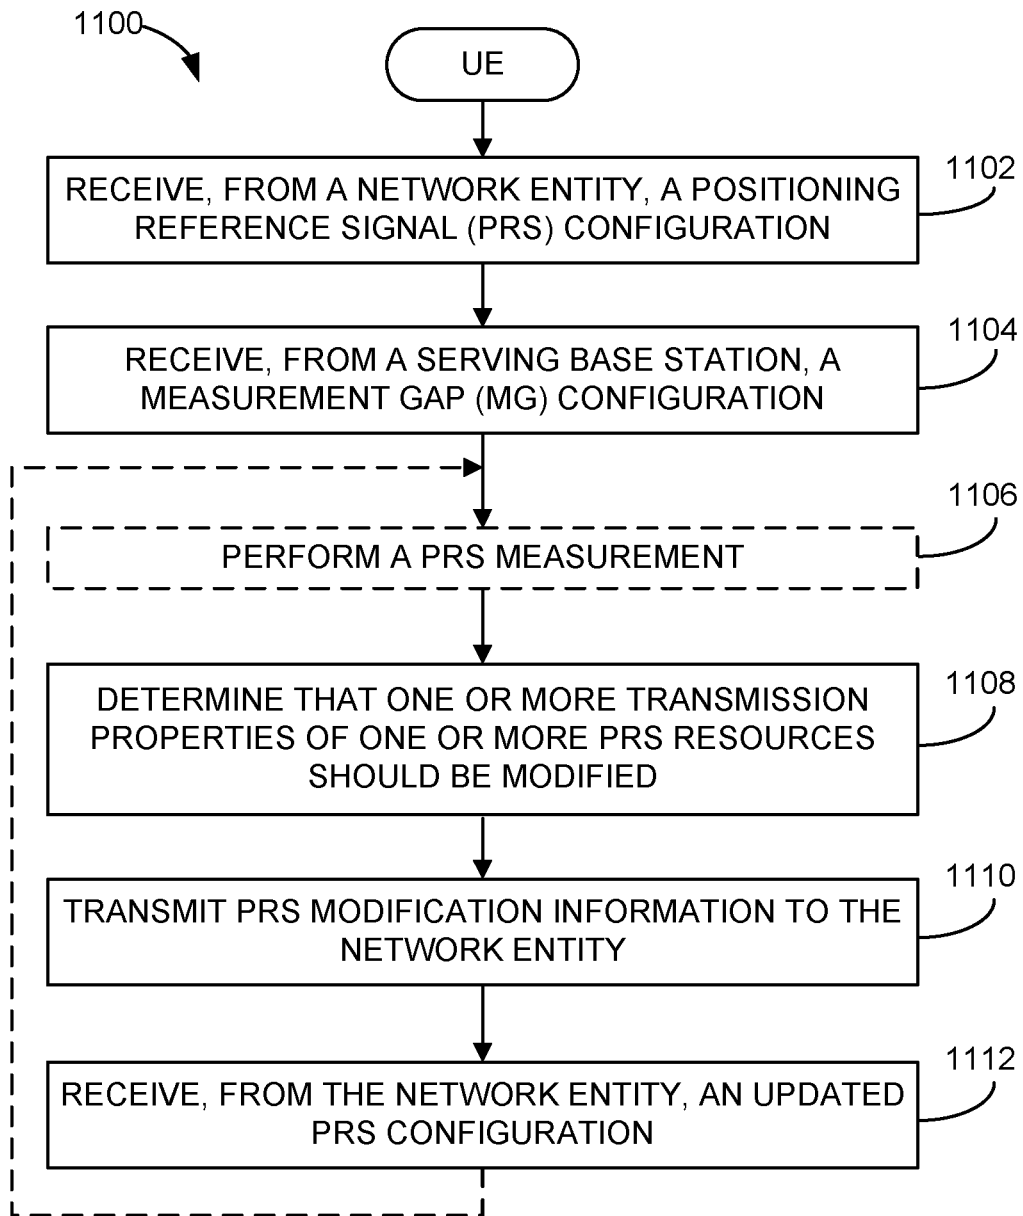 1100
UE
RECEIVE, FROM A NETWORK ENTITY, A POSITIONING
REFERENCE SIGNAL (PRS) CONFIGURATION
1102
RECEIVE, FROM A SERVING BASE STATION, A
MEASUREMENT GAP (MG) CONFIGURATION
1104
PERFORM A PRS MEASUREMENT
1106
DETERMINE THAT ONE OR MORE TRANSMISSION
PROPERTIES OF ONE OR MORE PRS RESOURCES
SHOULD BE MODIFIED
1108
TRANSMIT PRS MODIFICATION INFORMATION TO THE
NETWORK ENTITY
1110
RECEIVE, FROM THE NETWORK ENTITY, AN UPDATED
PRS CONFIGURATION
1112